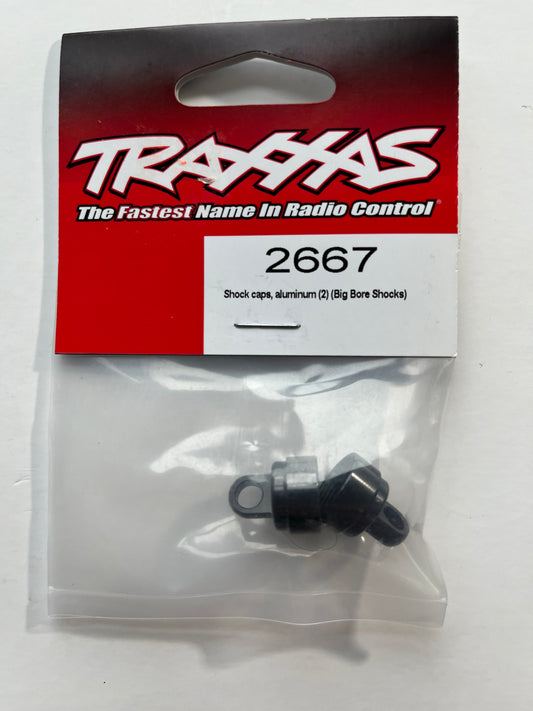 TRAXXAS
The Fastest Name In Radio Control®
2667
Shock caps, aluminum (2) (Big Bore Shocks)